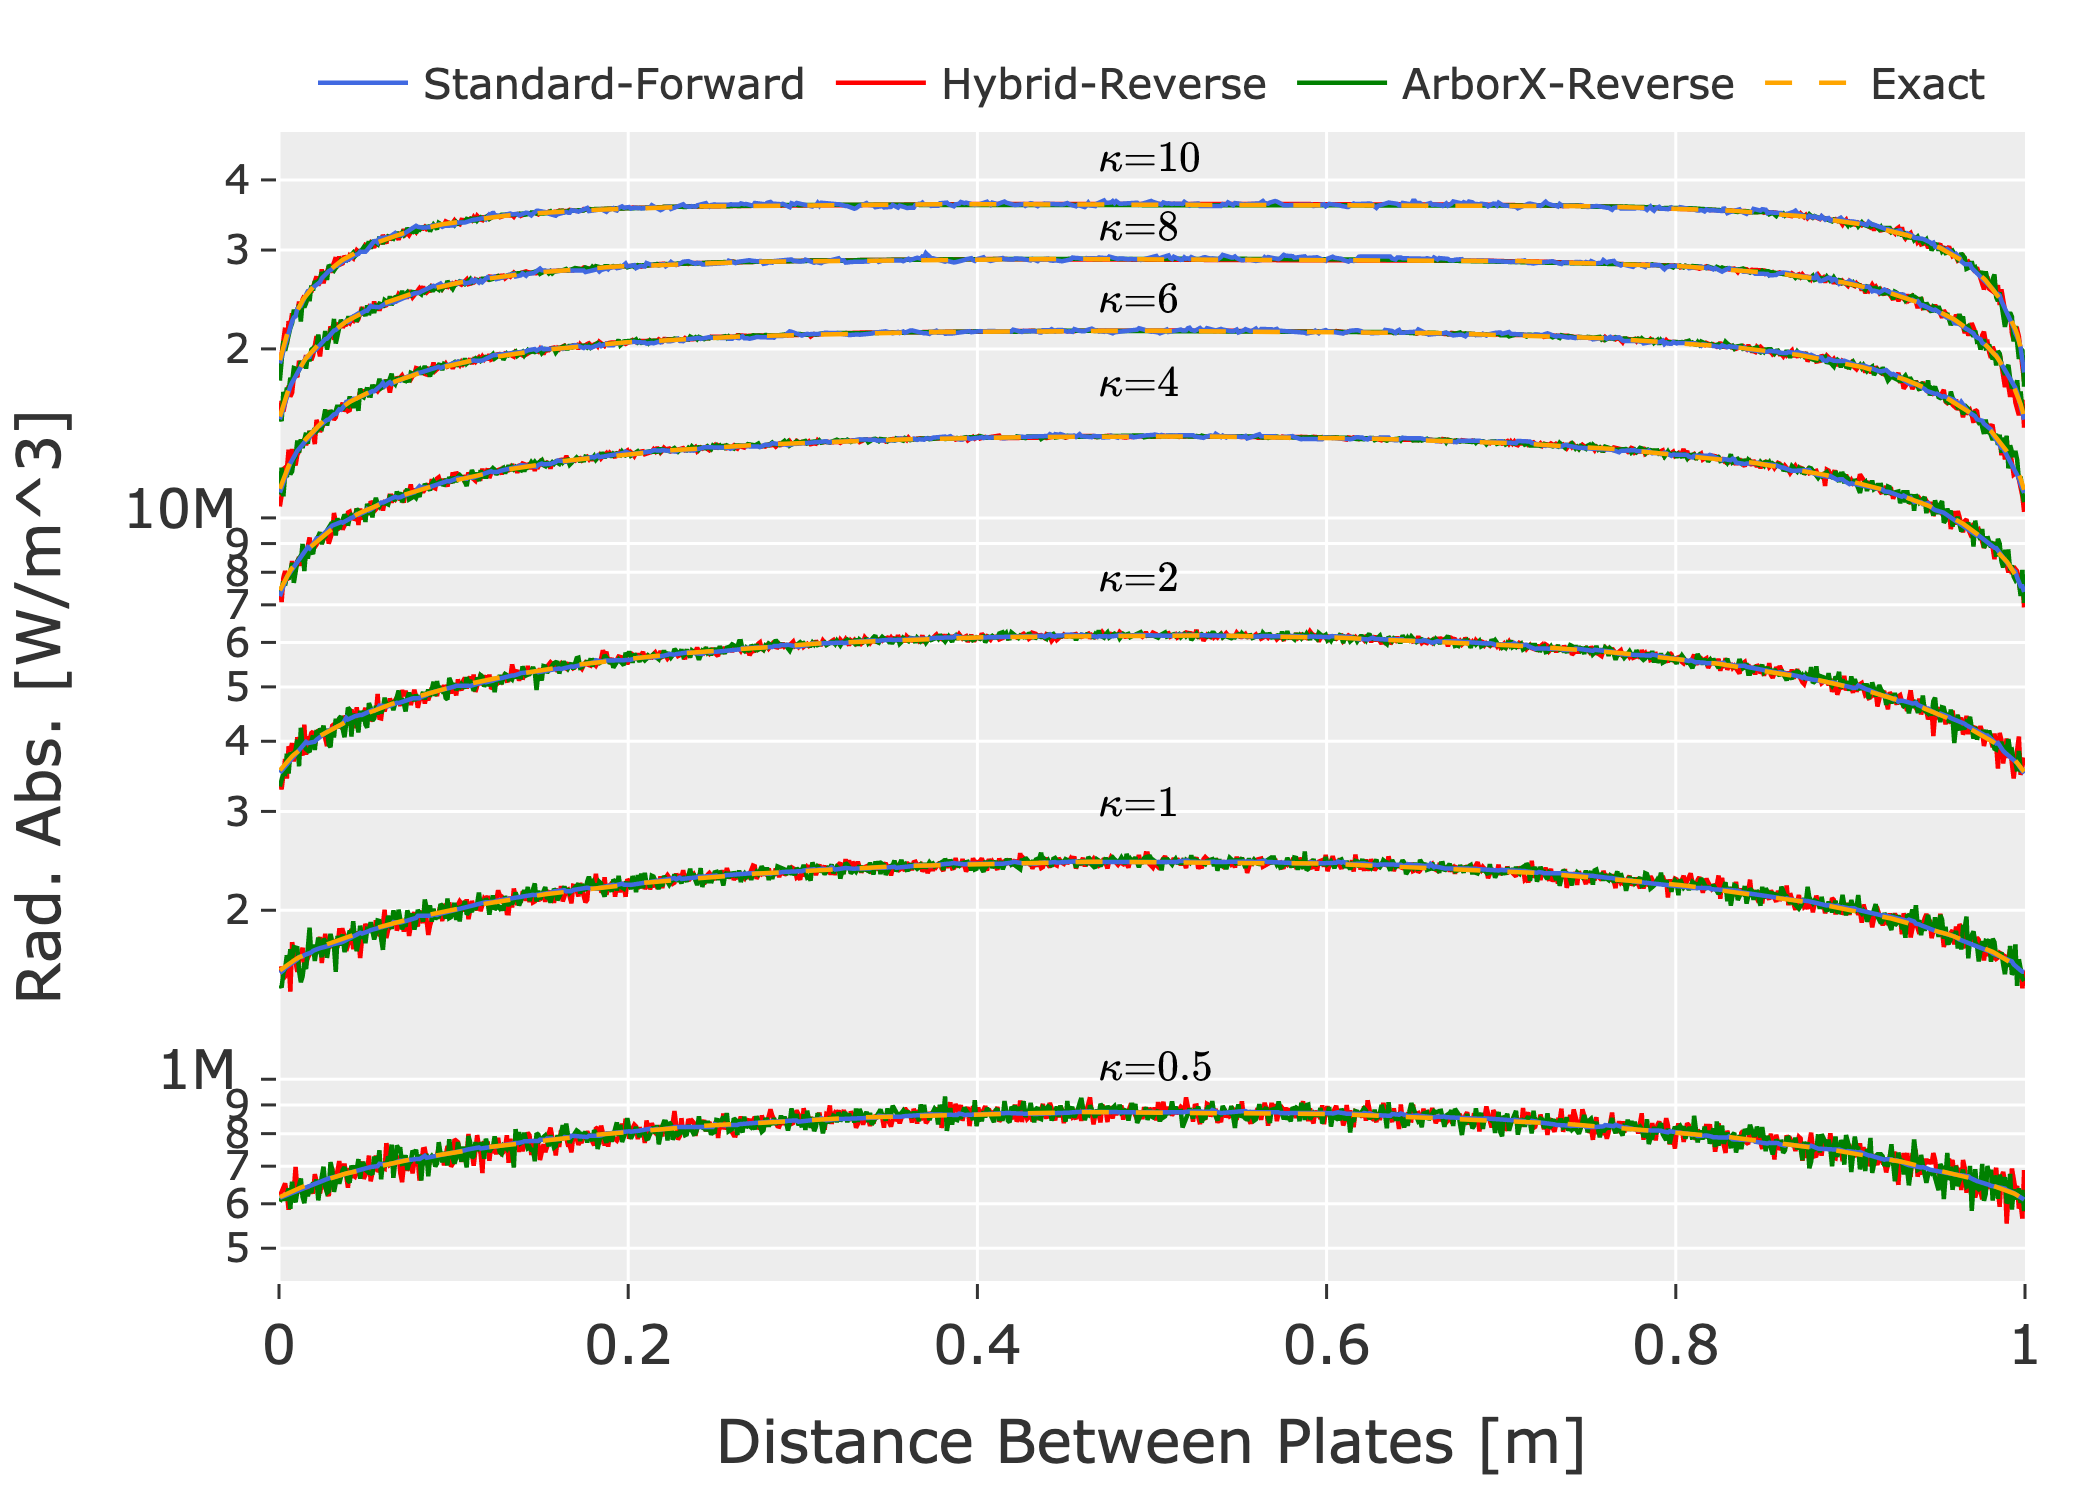 Standard-Forward Hybrid-Reverse ArborX-Reverse Exact
κ=10
4
κ=8
3
κ=6
2
κ=4
10M
9
8
κ=2
7
6
5
4
κ=1
3
2
κ=0.5
1M
9
8
7
6
5
Rad. Abs. [W/m^3]
0 0.2 0.4 0.6 0.8 1
Distance Between Plates [m]